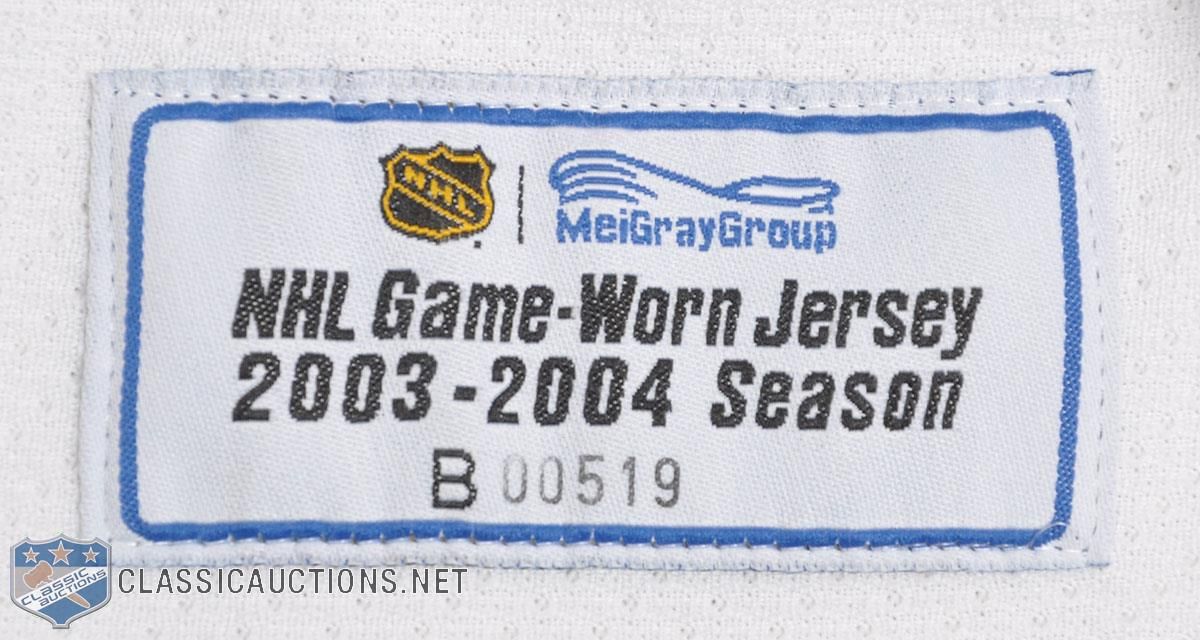 NHL
MeiGrayGroup
NHL Game-Worn Jersey
2003-2004 Season
B 00519
CLASSIC
AUCTIONS
CLASSICAUCTIONS.NET